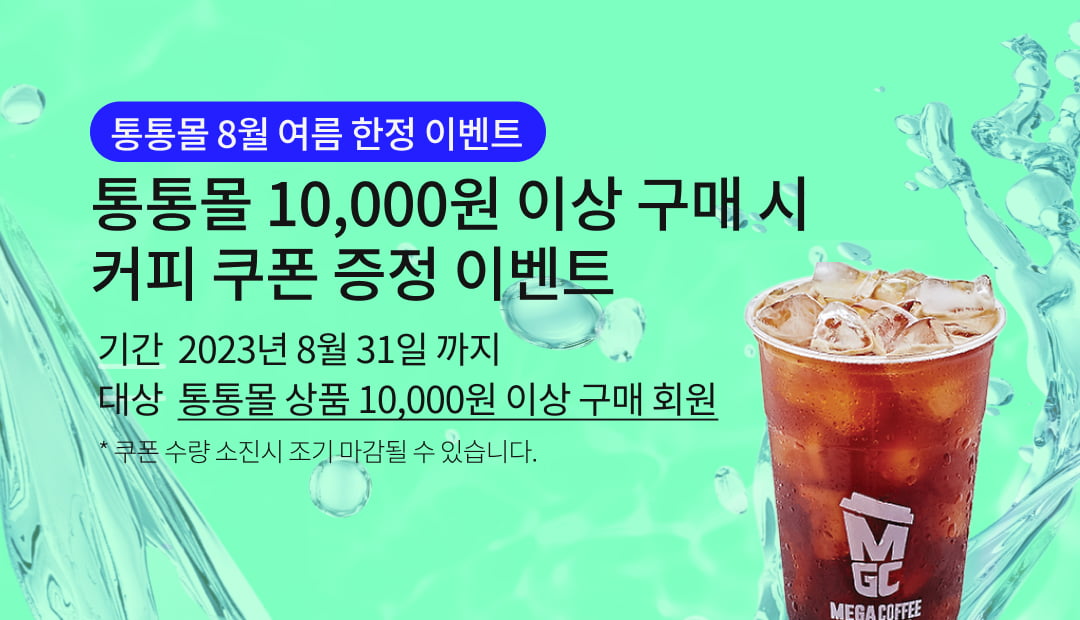 통통몰 8월 여름 한정 이벤트
통통몰 10,000원 이상 구매 시
커피 쿠폰 증정 이벤트
기간 2023년 8월 31일 까지
대상 통통몰 상품 10,000원 이상 구매 회원
* 쿠폰 수량 소진시 조기 마감될 수 있습니다.
M
GC
MEGA COFFEE